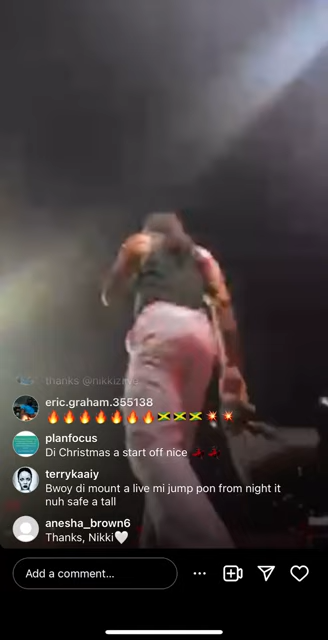 thanks @nikkiz
eric.graham.355138
🔥🔥🔥🔥🔥🔥🔥🇯🇲🇯🇲🇯🇲💥💥
planfocus
Di Christmas a start off nice
terrykaaiy
Bwoy di mount a live mi jump pon from night it
nuh safe a tall
anesha_brown6
Thanks, Nikki🤍
Add a comment...